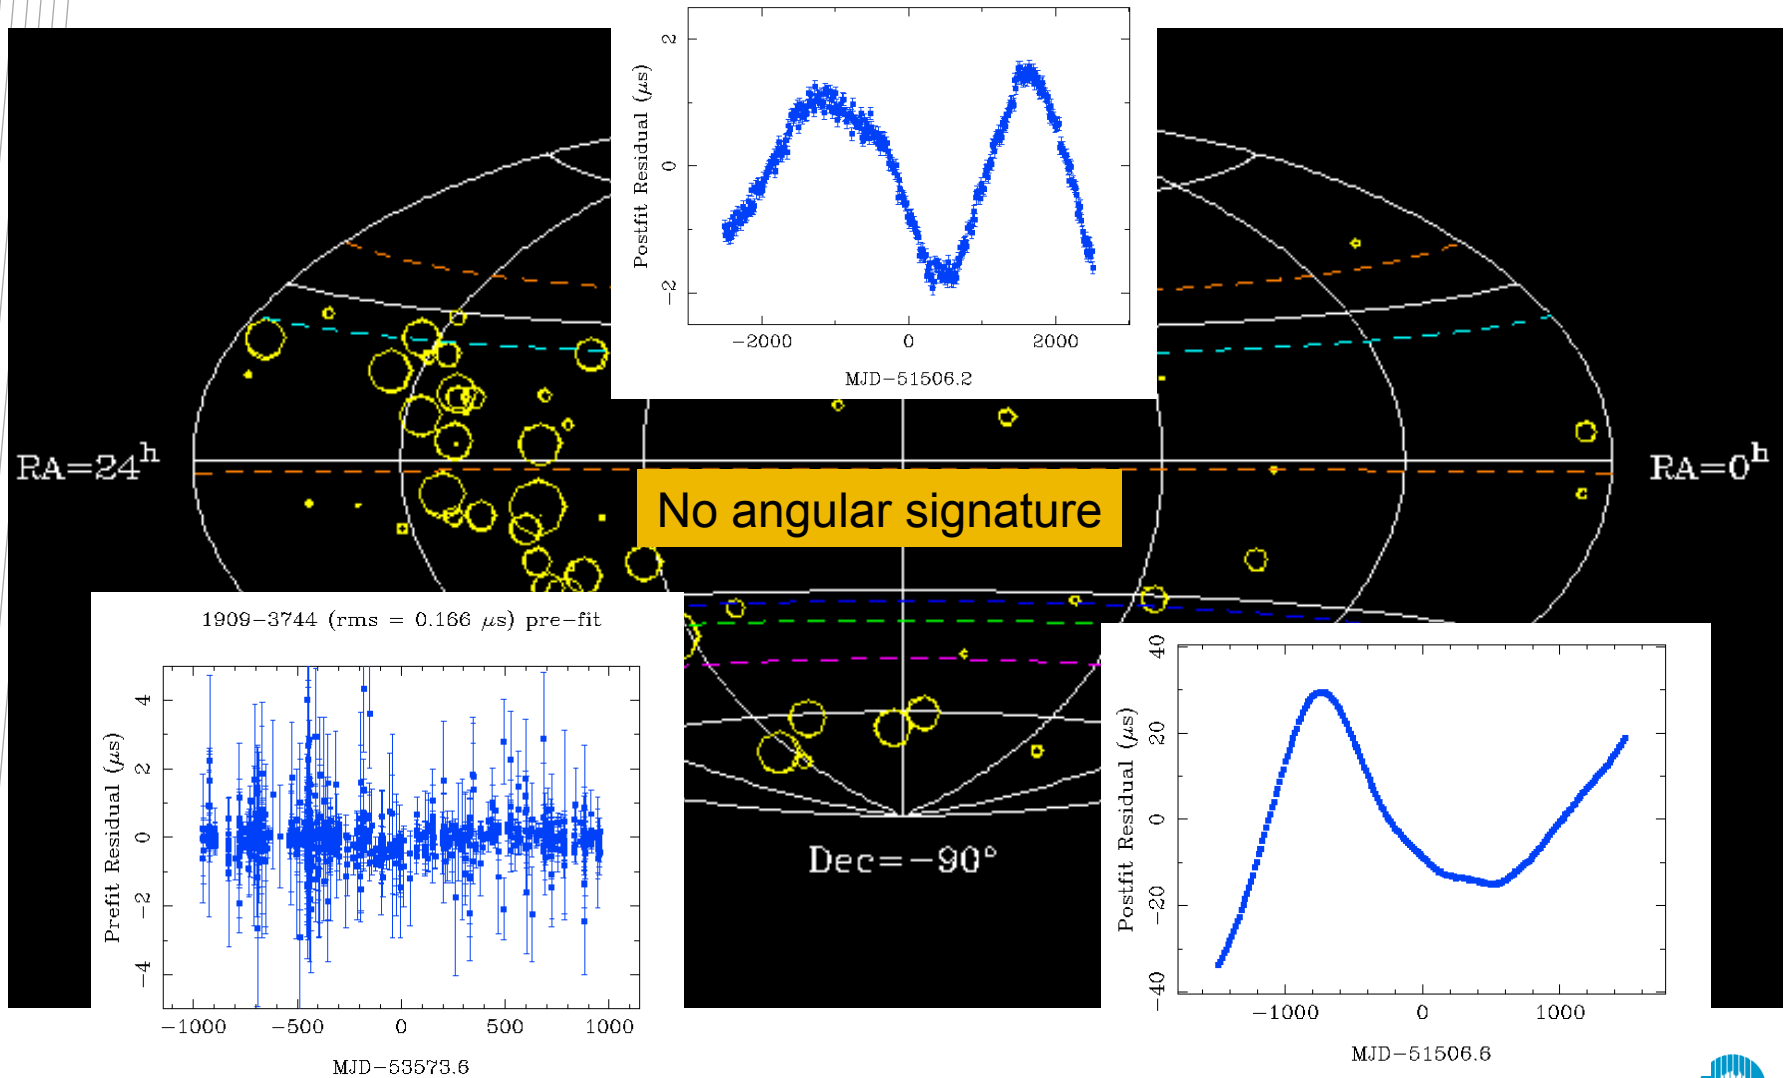 2
0
−2
Postfit Residual (μs)
−2000 0 2000
MJD−51506.2
RA=24ʰ
RA=0ʰ
No angular signature
1909−3744 (rms = 0.166 μs) pre−fit
4
2
0
−2
−4
Prefit Residual (μs)
−1000 −500 0 500 1000
MJD−53573.6
Dec=−90°
40
20
0
−20
−40
Postfit Residual (μs)
−1000 0 1000
MJD−51506.6